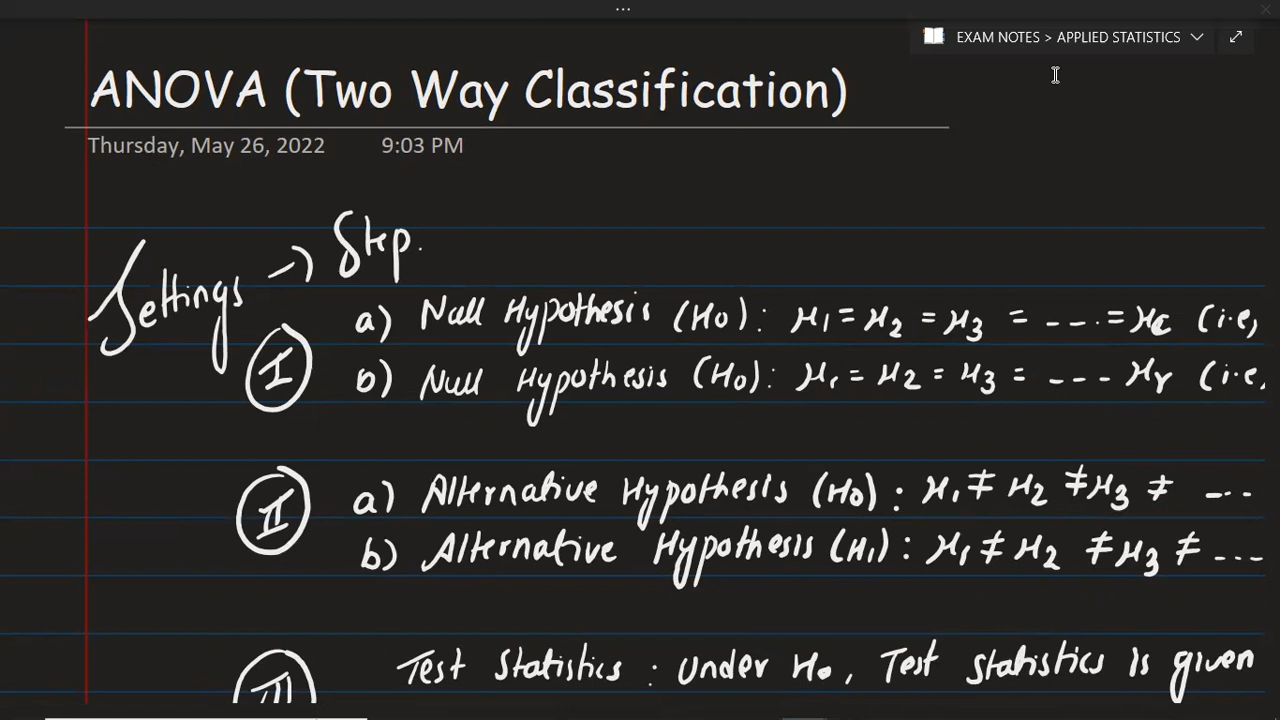 ...
EXAM NOTES > APPLIED STATISTICS
ANOVA (Two Way Classification)
Thursday, May 26, 2022 9:03 PM
Settings → Step.
I a) Null Hypothesis (H0): μ1 = μ2 = μ3 = ---- = μc (i.e,
b) Null Hypothesis (H0): μ1 = μ2 = μ3 = ---- μr (i.e,
II a) Alternative Hypothesis (H0): μ1 ≠ μ2 ≠ μ3 ≠ ---
b) Alternative Hypothesis (H1): μ1 ≠ μ2 ≠ μ3 ≠ ---
III Test Statistics: Under H0, Test statistics is given